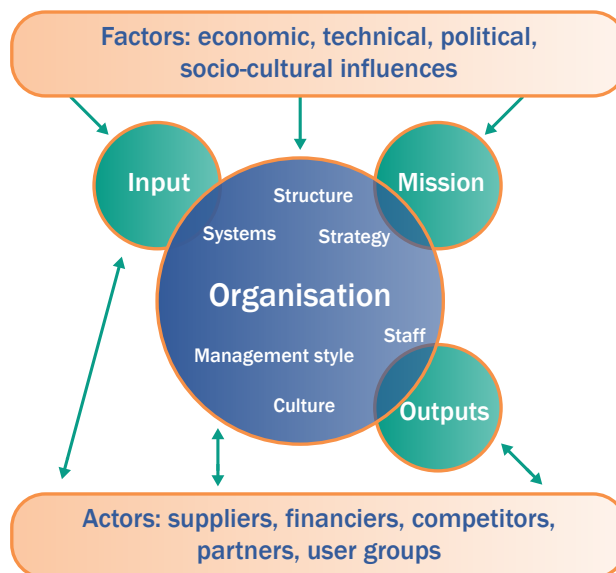 Factors: economic, technical, political,
socio-cultural influences
Input
Mission
Structure
Systems
Strategy
Organisation
Staff
Management style
Culture
Outputs
Actors: suppliers, financiers, competitors,
partners, user groups